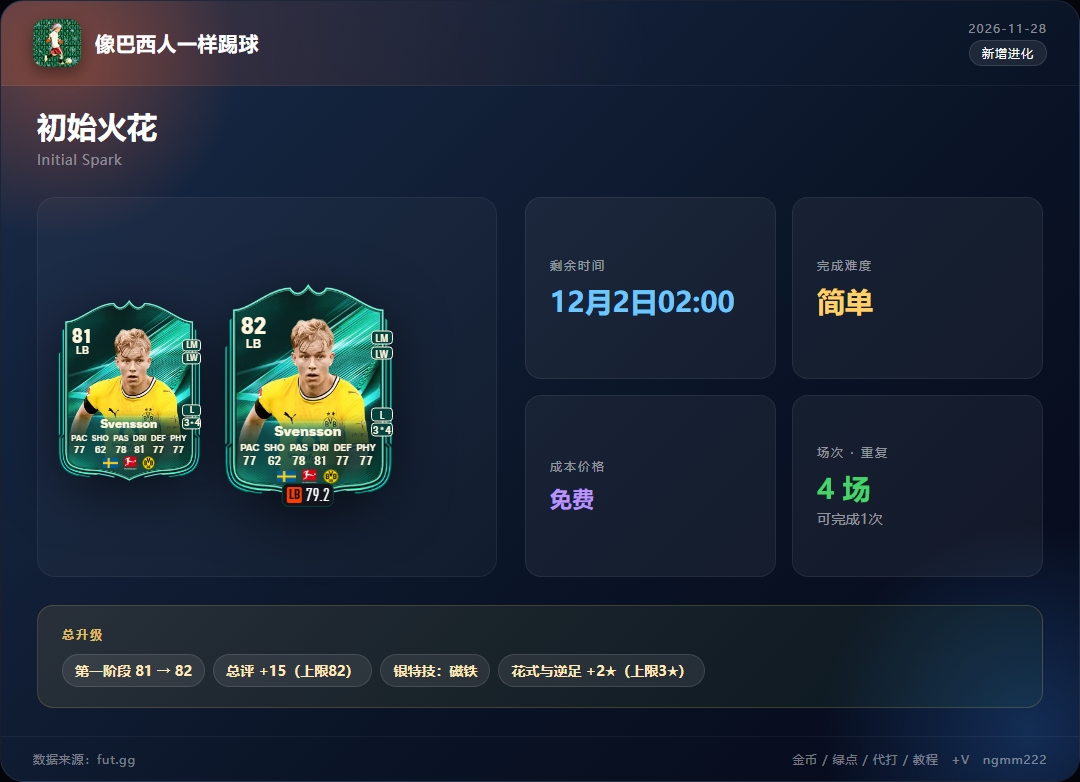 像巴西人一样踢球
2026-11-28
新增进化
初始火花
Initial Spark
81
LB
LM
LW
L
3•4
Svensson
PAC SHO PAS DRI DEF PHY
77 62 78 81 77 77
82
LB
LM
LW
L
3*4
Svensson
PAC SHO PAS DRI DEF PHY
77 62 78 81 77 77
LB 79.2
剩余时间
12月2日02:00
完成难度
简单
成本价格
免费
场次 · 重复
4 场
可完成1次
总升级
第一阶段 81 → 82
总评 +15（上限82）
银特技：磁铁
花式与逆足 +2★（上限3★）
数据来源：fut.gg
金币 / 绿点 / 代打 / 教程 +V ngmm222